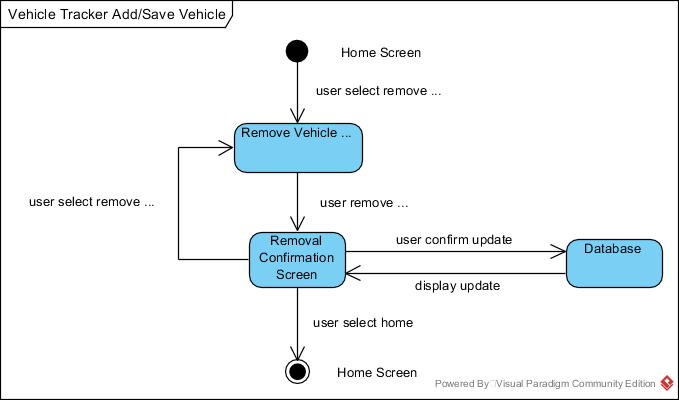 Vehicle Tracker Add/Save Vehicle
Home Screen
user select remove ...
Remove Vehicle ...
user select remove ...
user remove ...
Removal
Confirmation
Screen
user confirm update
Database
display update
user select home
Home Screen
Powered By Visual Paradigm Community Edition